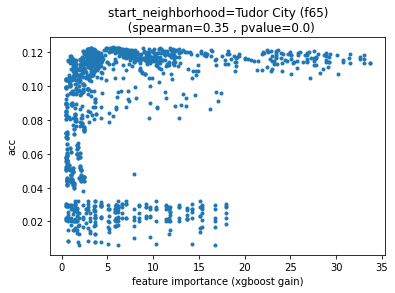 start_neighborhood=Tudor City (f65)
(spearman=0.35 , pvalue=0.0)
0.12
0.10
0.08
0.06
0.04
0.02
acc
0 5 10 15 20 25 30 35
feature importance (xgboost gain)